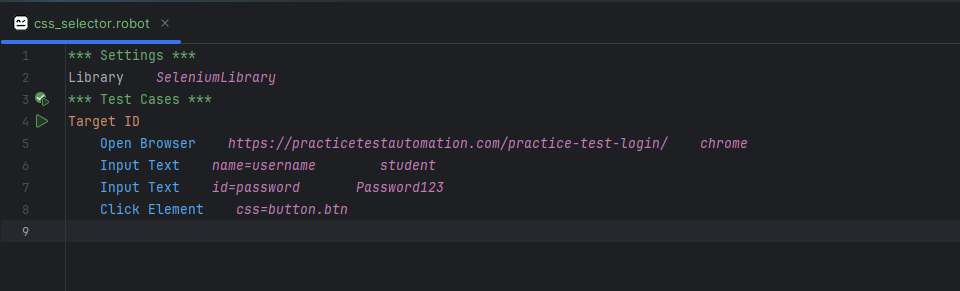 css_selector.robot ×
1 *** Settings ***
2 Library    SeleniumLibrary
3 *** Test Cases ***
4 Target ID
5     Open Browser    https://practicetestautomation.com/practice-test-login/    chrome
6     Input Text    name=username        student
7     Input Text    id=password       Password123
8     Click Element    css=button.btn
9